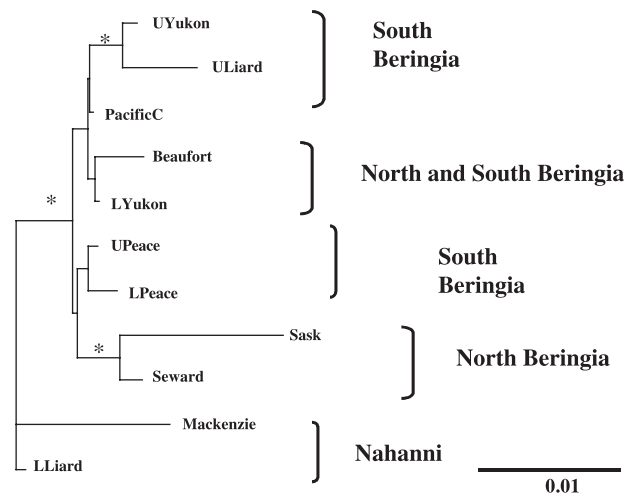 UYukon
*
South
Beringia
ULiard
PacificC
Beaufort
North and South Beringia
*
LYukon
UPeace
South
Beringia
LPeace
Sask
*
North Beringia
Seward
Mackenzie
Nahanni
LLiard
0.01